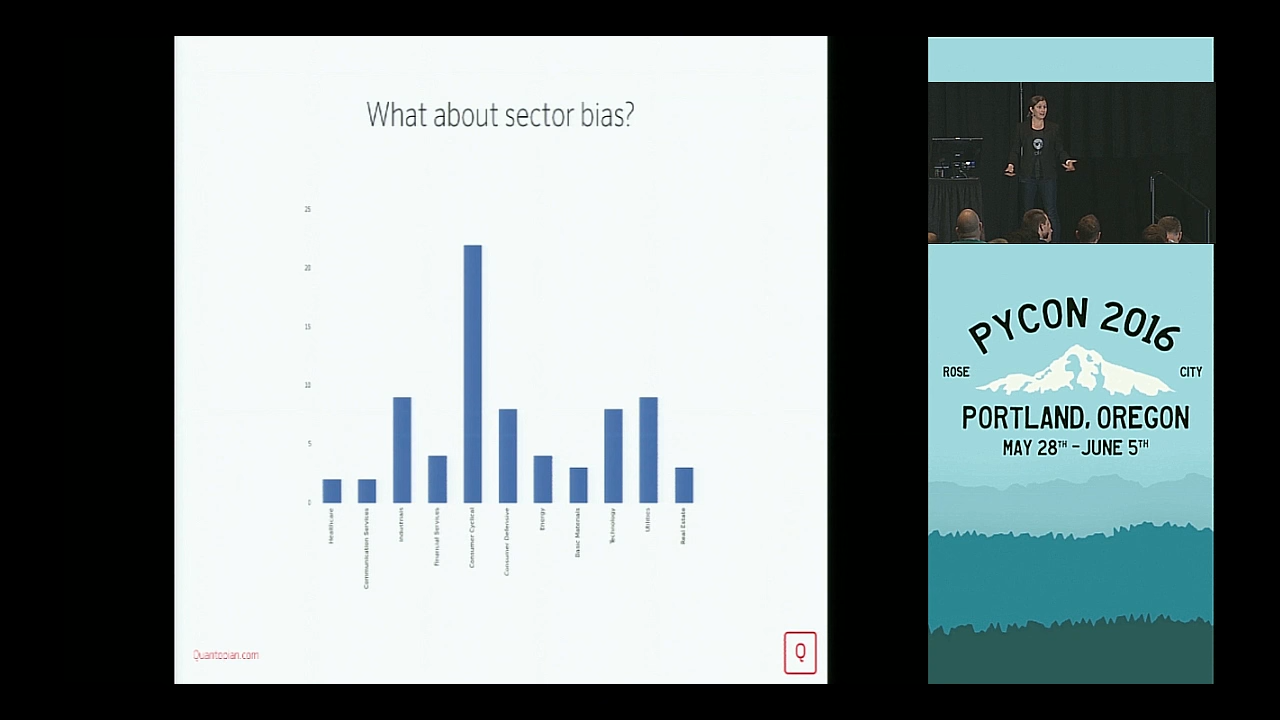 What about sector bias?
25
20
15
10
5
0
Healthcare
Communication Services
Industrials
Financial Services
Consumer Cyclical
Consumer Defensive
Energy
Basic Materials
Technology
Utilities
Real Estate
Quantopian.com
Q
PYCON 2016
ROSE CITY
PORTLAND, OREGON
MAY 28TH - JUNE 5TH